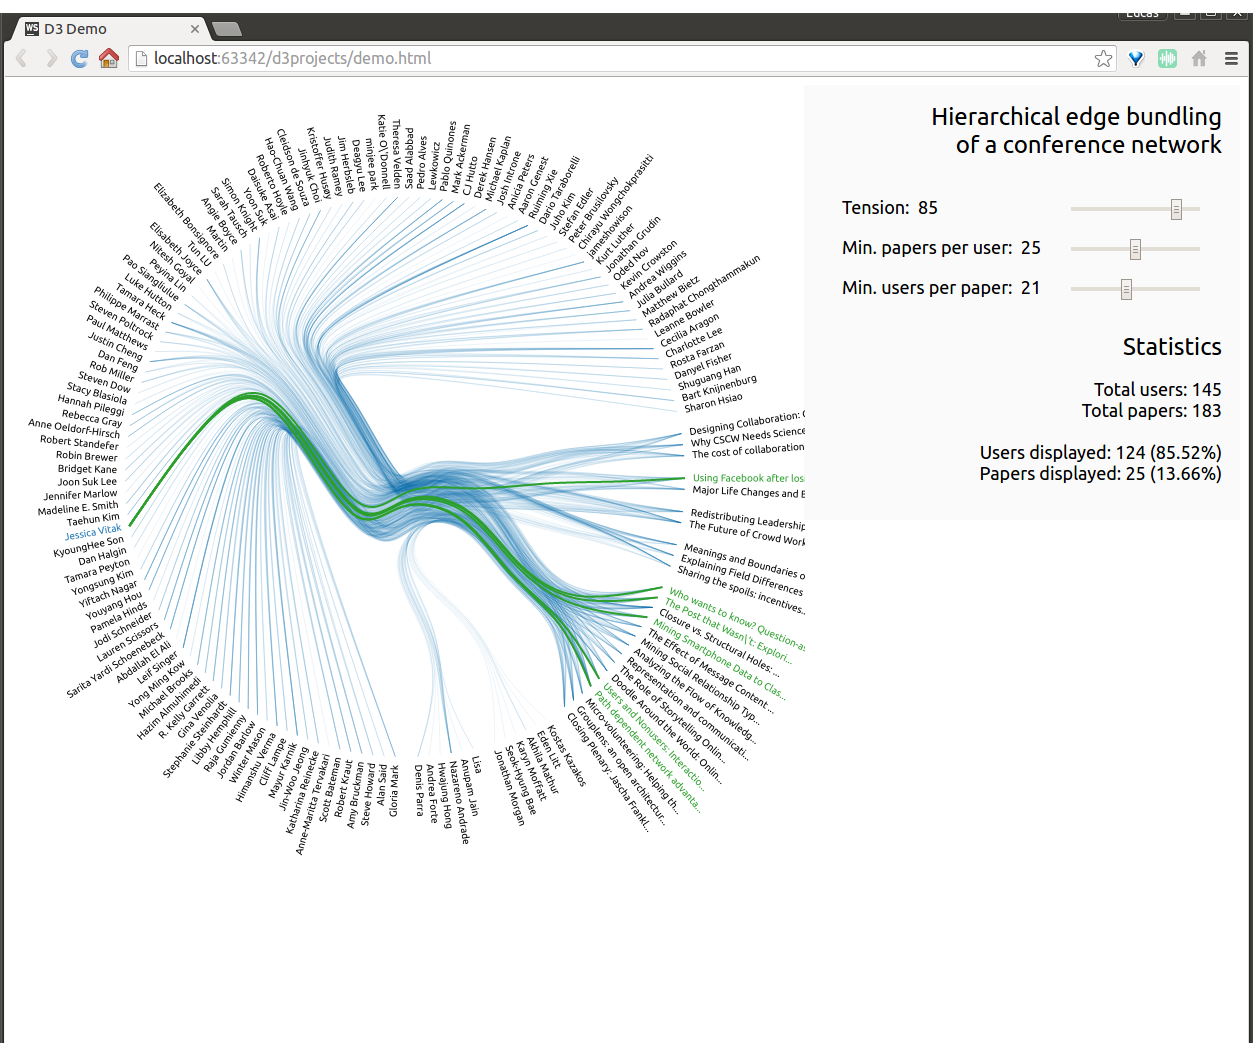 Lucas
D3 Demo
localhost:63342/d3projects/demo.html
Hierarchical edge bundling
of a conference network
Tension: 85
Min. papers per user: 25
Min. users per paper: 21
Statistics
Total users: 145
Total papers: 183
Users displayed: 124 (85.52%)
Papers displayed: 25 (13.66%)
Katie O\'Donnell
Theresa Velden
Saad Alabbad
Pedro Alves
Lewkowicz
Pablo Quinones
Mark Ackerman
CJ Hutto
Derek Hansen
Michael Kaplan
Josh Introne
Anicia Peters
Aaron Genest
Ruiming Xie
Dario Taraborelli
Juho Kim
Stefan Edler
Peter Brusilovsky
Chirayu Wongchokprasitti
jameshowison
Kurt Luther
Jonathan Grudin
Oded Nov
Kevin Crowston
Andrea Wiggins
Julia Bullard
Matthew Bietz
Radaphat Chongthammakun
Leanne Bowler
Cecilia Aragon
Charlotte Lee
Rosta Farzan
Danyel Fisher
Shuguang Han
Bart Knijnenburg
Sharon Hsiao
Designing Collaboration:
Why CSCW Needs Science
The cost of collaboration
Using Facebook after los
Major Life Changes and
Redistributing Leadership
The Future of Crowd Work
Meanings and Boundaries o
Explaining Field Differences
Sharing the spoils: incentives...
Who wants to know? Question-as
The Post that Wasn\'t: Explori...
Closure vs. Structural Holes: ...
Mining Smartphone Data to Clas...
The Effect of Message Content ...
Mining Social Relationship Typ...
Analyzing the Flow of Knowledg...
Representation and communicati...
The Role of Storytelling Onlin...
Doodle Around the World: Onlin...
Users and Nonusers: Interactio...
Path dependent network advanta...
Micro-volunteering: Helping th...
Grouplens: an open architectur...
Closing Plenary: Jascha Frankl...
Kostas Kazakos
Eden Litt
Akhila Mathur
Karyn Moffatt
Seok-Hyung Bae
Jonathan Morgan
Lisa
Anupam Jain
Nazareno Andrade
Hwajung Hong
Andrea Forte
Denis Parra
Gloria Mark
Alan Said
Steve Howard
Amy Bruckman
Robert Kraut
Scott Bateman
Anne-Maritta Tervakari
Katharina Reinecke
Jin-Woo Jeong
Mayur Karnik
Cliff Lampe
Himanshu Verma
Winter Mason
Jordan Barlow
Raja Gumienny
Libby Hemphill
Stephanie Steinhardt
Gina Venolia
R. Kelly Garrett
Hazim Almuhimedi
Michael Brooks
Yong Ming Kow
Leif Singer
Abdallah El Ali
Sarita Yardi Schoenebeck
Lauren Scissors
Jodi Schneider
Pamela Hinds
Youyang Hou
Yiftach Nagar
Yongsung Kim
Tamara Peyton
Dan Halgin
KyoungHee Son
Jessica Vitak
Taehun Kim
Madeline E. Smith
Jennifer Marlow
Joon Suk Lee
Bridget Kane
Robin Brewer
Robert Standefer
Anne Oeldorf-Hirsch
Rebecca Gray
Hannah Pileggi
Stacy Blasiola
Steven Dow
Rob Miller
Dan Feng
Justin Cheng
Paul Matthews
Steven Poltrock
Philippe Marrast
Tamara Heck
Luke Hutton
Pao Siangliulue
Peyina Lin
Nitesh Goyal
Elisabeth Joyce
Tun LU
Elizabeth Bonsignore
Martin
Angie Boyce
Sarah Tausch
Simon Knight
Yoon Suk
Daisuke Asai
Roberto Hoyle
Hao-Chuan Wang
Cleidson de Souza
Jinhyuk Choi
Kristoffer Husøy
Judith Ramey
Jim Herbsleb
Deagyu Lee
minjee park